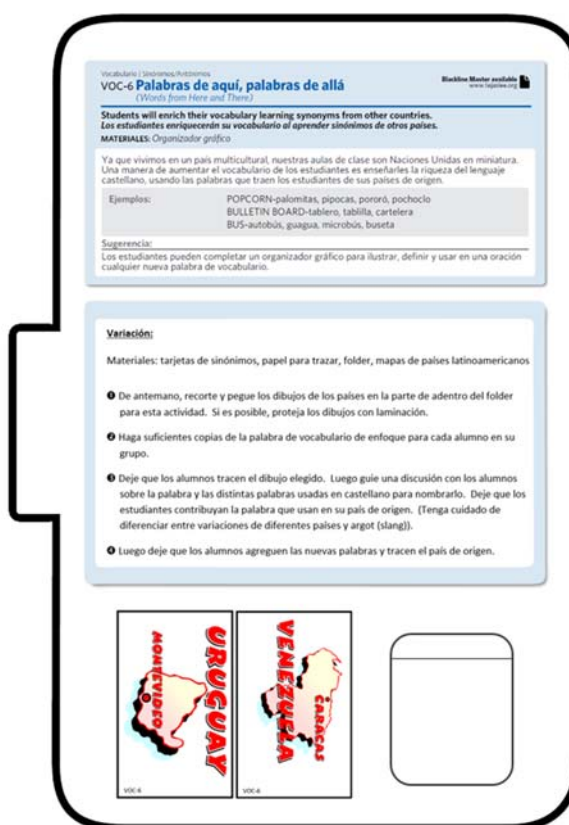 Vocabulario / Sinónimos/Antónimos
VOC-6 Palabras de aquí, palabras de allá
(Words from Here and There)
Blackline Master available
www.tejaslee.org
Students will enrich their vocabulary learning synonyms from other countries.
Los estudiantes enriquecerán su vocabulario al aprender sinónimos de otros países.
MATERIALES: Organizador gráfico
Ya que vivimos en un país multicultural, nuestras aulas de clase son Naciones Unidas en miniatura.
Una manera de aumentar el vocabulario de los estudiantes es enseñarles la riqueza del lenguaje
castellano, usando las palabras que traen los estudiantes de sus países de origen.
Ejemplos: POPCORN-palomitas, pipocas, pororó, pochoclo
BULLETIN BOARD-tablero, tablilla, cartelera
BUS-autobús, guagua, microbús, buseta
Sugerencia:
Los estudiantes pueden completar un organizador gráfico para ilustrar, definir y usar en una oración
cualquier nueva palabra de vocabulario.
Variación:
Materiales: tarjetas de sinónimos, papel para trazar, folder, mapas de países latinoamericanos
❶ De antemano, recorte y pegue los dibujos de los países en la parte de adentro del folder
para esta actividad. Si es posible, proteja los dibujos con laminación.
❷ Haga suficientes copias de la palabra de vocabulario de enfoque para cada alumno en su
grupo.
❸ Deje que los alumnos tracen el dibujo elegido. Luego guie una discusión con los alumnos
sobre la palabra y las distintas palabras usadas en castellano para nombrarlo. Deje que los
estudiantes contribuyan la palabra que usan en su país de origen. (Tenga cuidado de
diferenciar entre variaciones de diferentes países y argot (slang)).
❹ Luego deje que los alumnos agreguen las nuevas palabras y tracen el país de origen.
URUGUAY
MONTEVIDEO
VOC-6
VENEZUELA
CARACAS
VOC-6